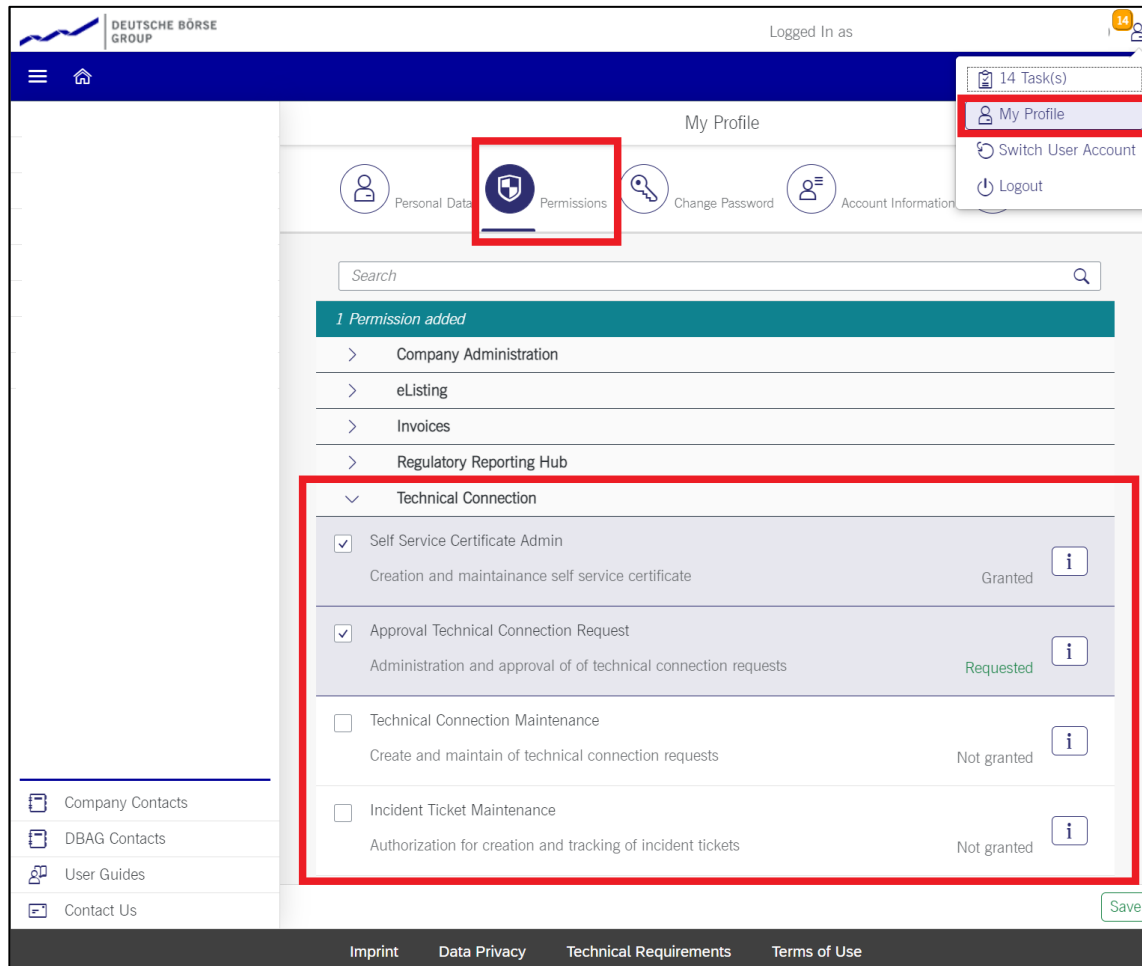 DEUTSCHE BÖRSE
GROUP
Logged In as
14
14 Task(s)
My Profile
Switch User Account
Logout
My Profile
Personal Data
Permissions
Change Password
Account Information
Search
1 Permission added
Company Administration
eListing
Invoices
Regulatory Reporting Hub
Technical Connection
Self Service Certificate Admin
Creation and maintainance self service certificate
Granted
i
Approval Technical Connection Request
Administration and approval of of technical connection requests
Requested
i
Technical Connection Maintenance
Create and maintain of technical connection requests
Not granted
i
Incident Ticket Maintenance
Authorization for creation and tracking of incident tickets
Not granted
i
Company Contacts
DBAG Contacts
User Guides
Contact Us
Save
Imprint Data Privacy Technical Requirements Terms of Use